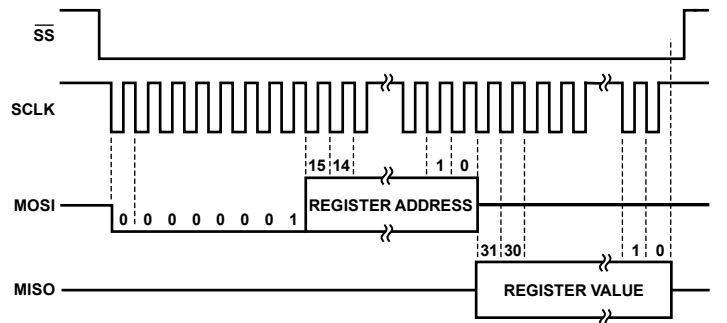 SS
SCLK
15 14 1 0
MOSI
REGISTER ADDRESS
0 0 0 0 0 0 0 1
31 30 1 0
MISO
REGISTER VALUE